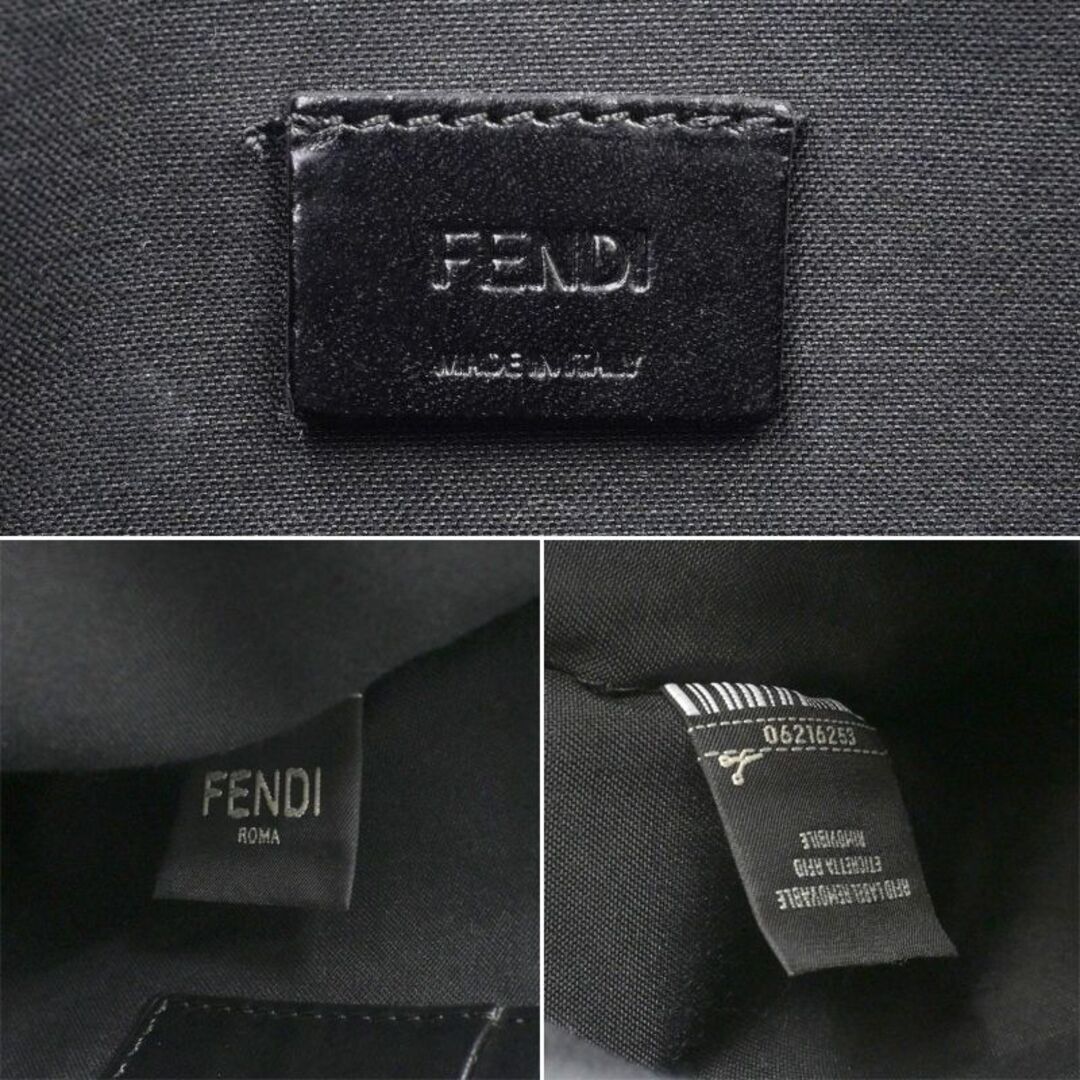 FENDI
MADE IN ITALY
FENDI
ROMA
06216253
RFID LABEL REMOVABLE
ETICHETTA RFID
RIMOVIBILE